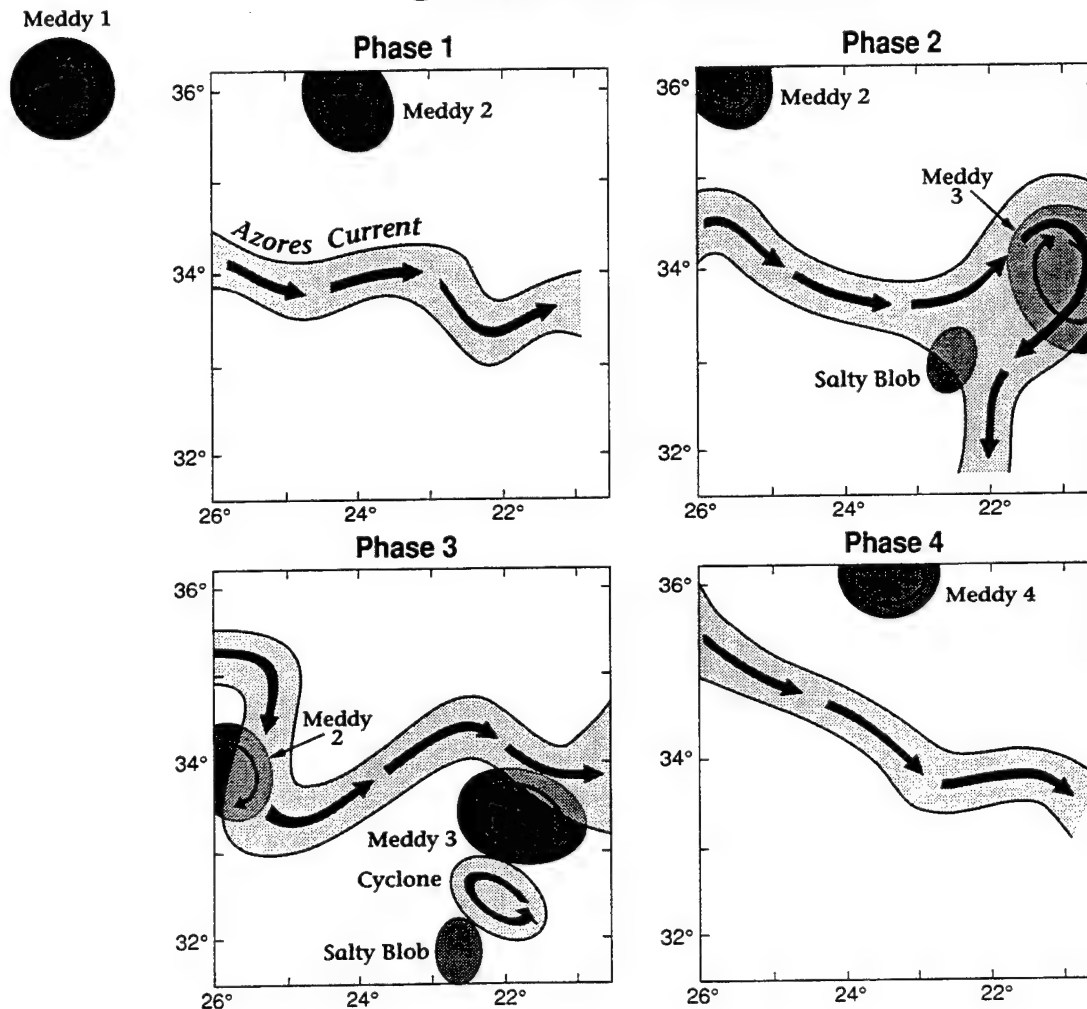 Meddy 1
Phase 1
36°
34°
32°
26°
24°
22°
Meddy 2
Azores Current
Phase 2
36°
34°
32°
26°
24°
22°
Meddy 2
Meddy
3
Salty Blob
Phase 3
36°
34°
32°
26°
24°
22°
Meddy
2
Meddy 3
Cyclone
Salty Blob
Phase 4
36°
34°
32°
26°
24°
22°
Meddy 4